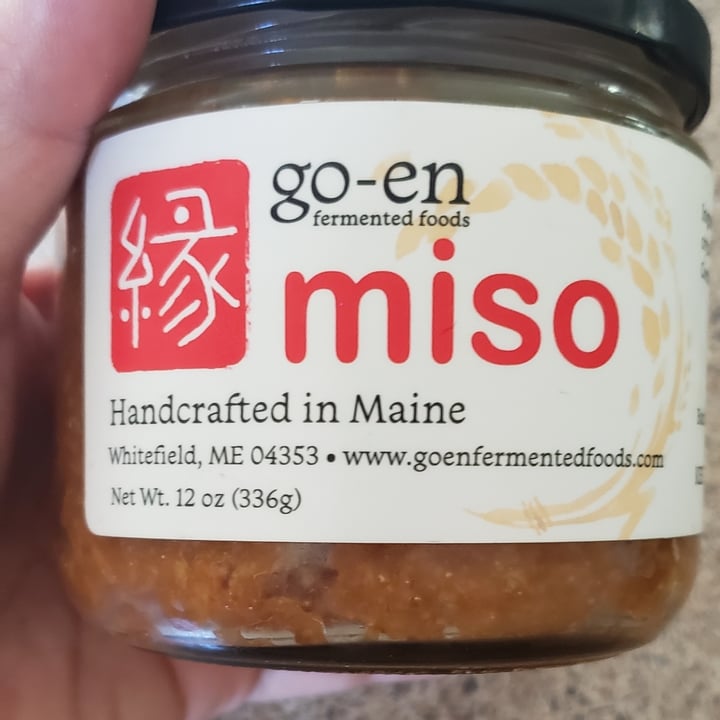 縁
go-en
fermented foods
miso
Handcrafted in Maine
Whitefield, ME 04353 • www.goenfermentedfoods.com
Net Wt. 12 oz (336g)